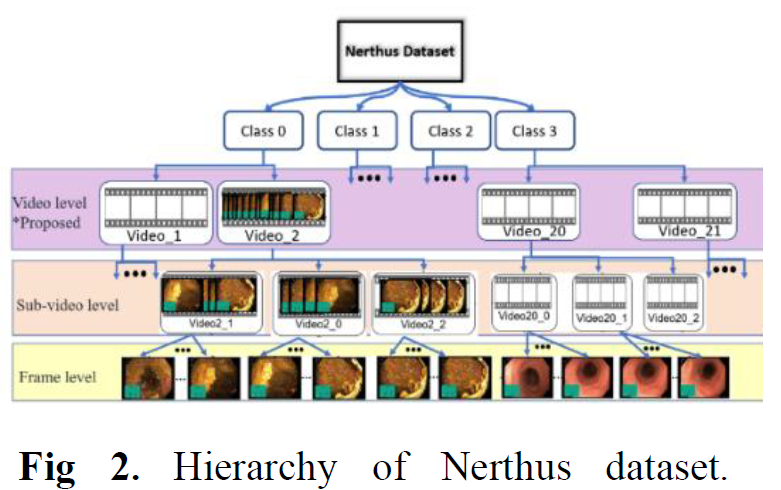 Nerthus Dataset
Class 0 Class 1 Class 2 Class 3
Video level
*Proposed
Video_1 Video_2 Video_20 Video_21
Sub-video level
Video2_1 Video2_0 Video2_2 Video20_0 Video20_1 Video20_2
Frame level
Fig 2. Hierarchy of Nerthus dataset.